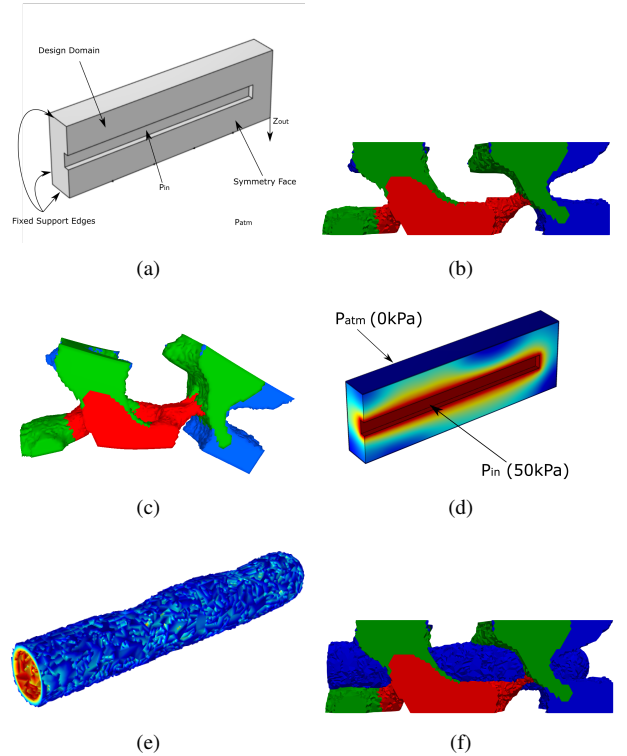 Design Domain
Zout
Pin
Symmetry Face
Fixed Support Edges
Patm
(a)
(b)
Patm (0kPa)
Pin (50kPa)
(c)
(d)
(e)
(f)